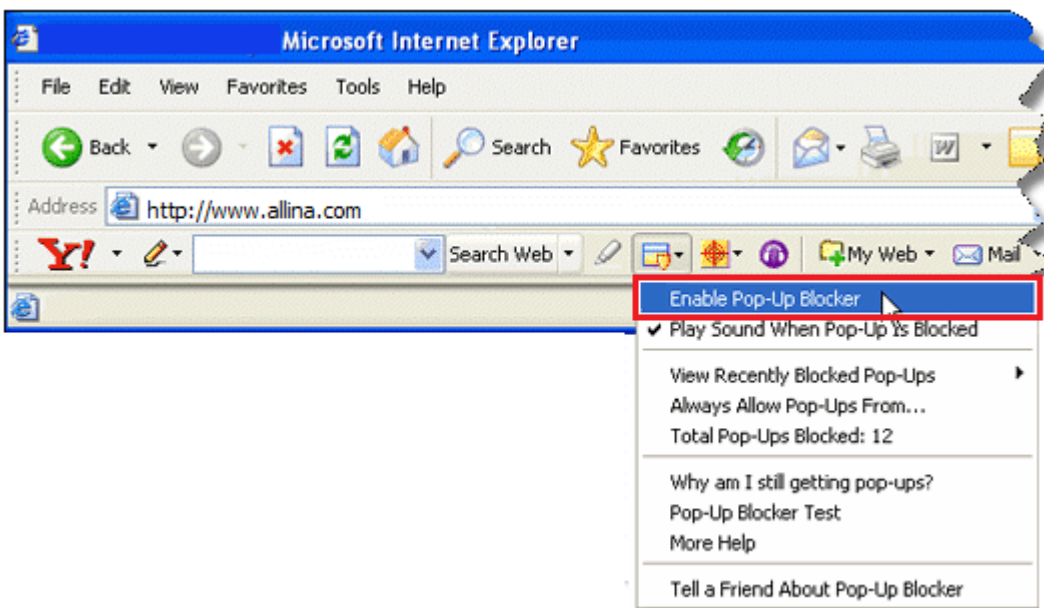 Microsoft Internet Explorer
File Edit View Favorites Tools Help
Back Search Favorites W
Address http://www.allina.com
Y! Search Web My Web Mail
Enable Pop-Up Blocker
✔ Play Sound When Pop-Up Is Blocked
View Recently Blocked Pop-Ups
Always Allow Pop-Ups From...
Total Pop-Ups Blocked: 12
Why am I still getting pop-ups?
Pop-Up Blocker Test
More Help
Tell a Friend About Pop-Up Blocker